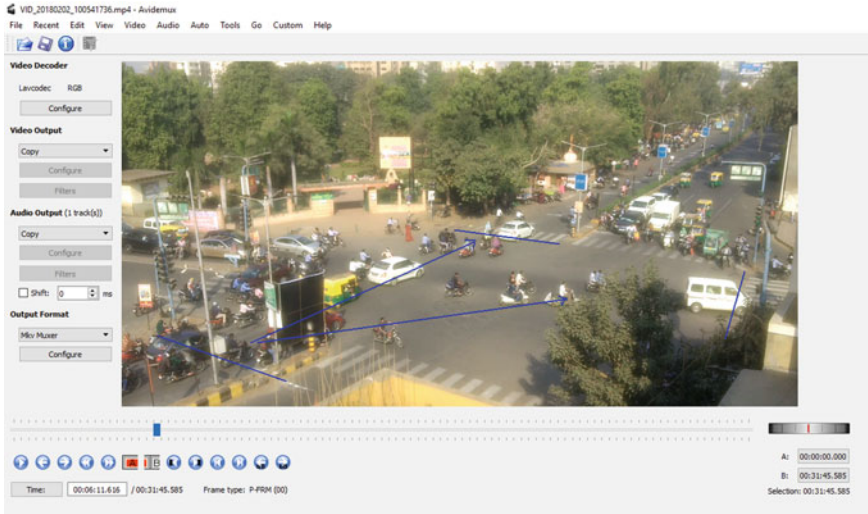 VID_20180202_100541736.mp4 - Avidemux
File Recent Edit View Video Audio Auto Tools Go Custom Help
Video Decoder
Lavcodec RGB
Configure
Video Output
Copy
Configure
Filters
Audio Output (1 track(s))
Copy
Configure
Filters
Shift: 0 ms
Output Format
Mkv Muxer
Configure
A B
A: 00:00:00.000
B: 00:31:45.585
Time: 00:06:11.616 / 00:31:45.585 Frame type: P-FRM (00)
Selection: 00:31:45.585